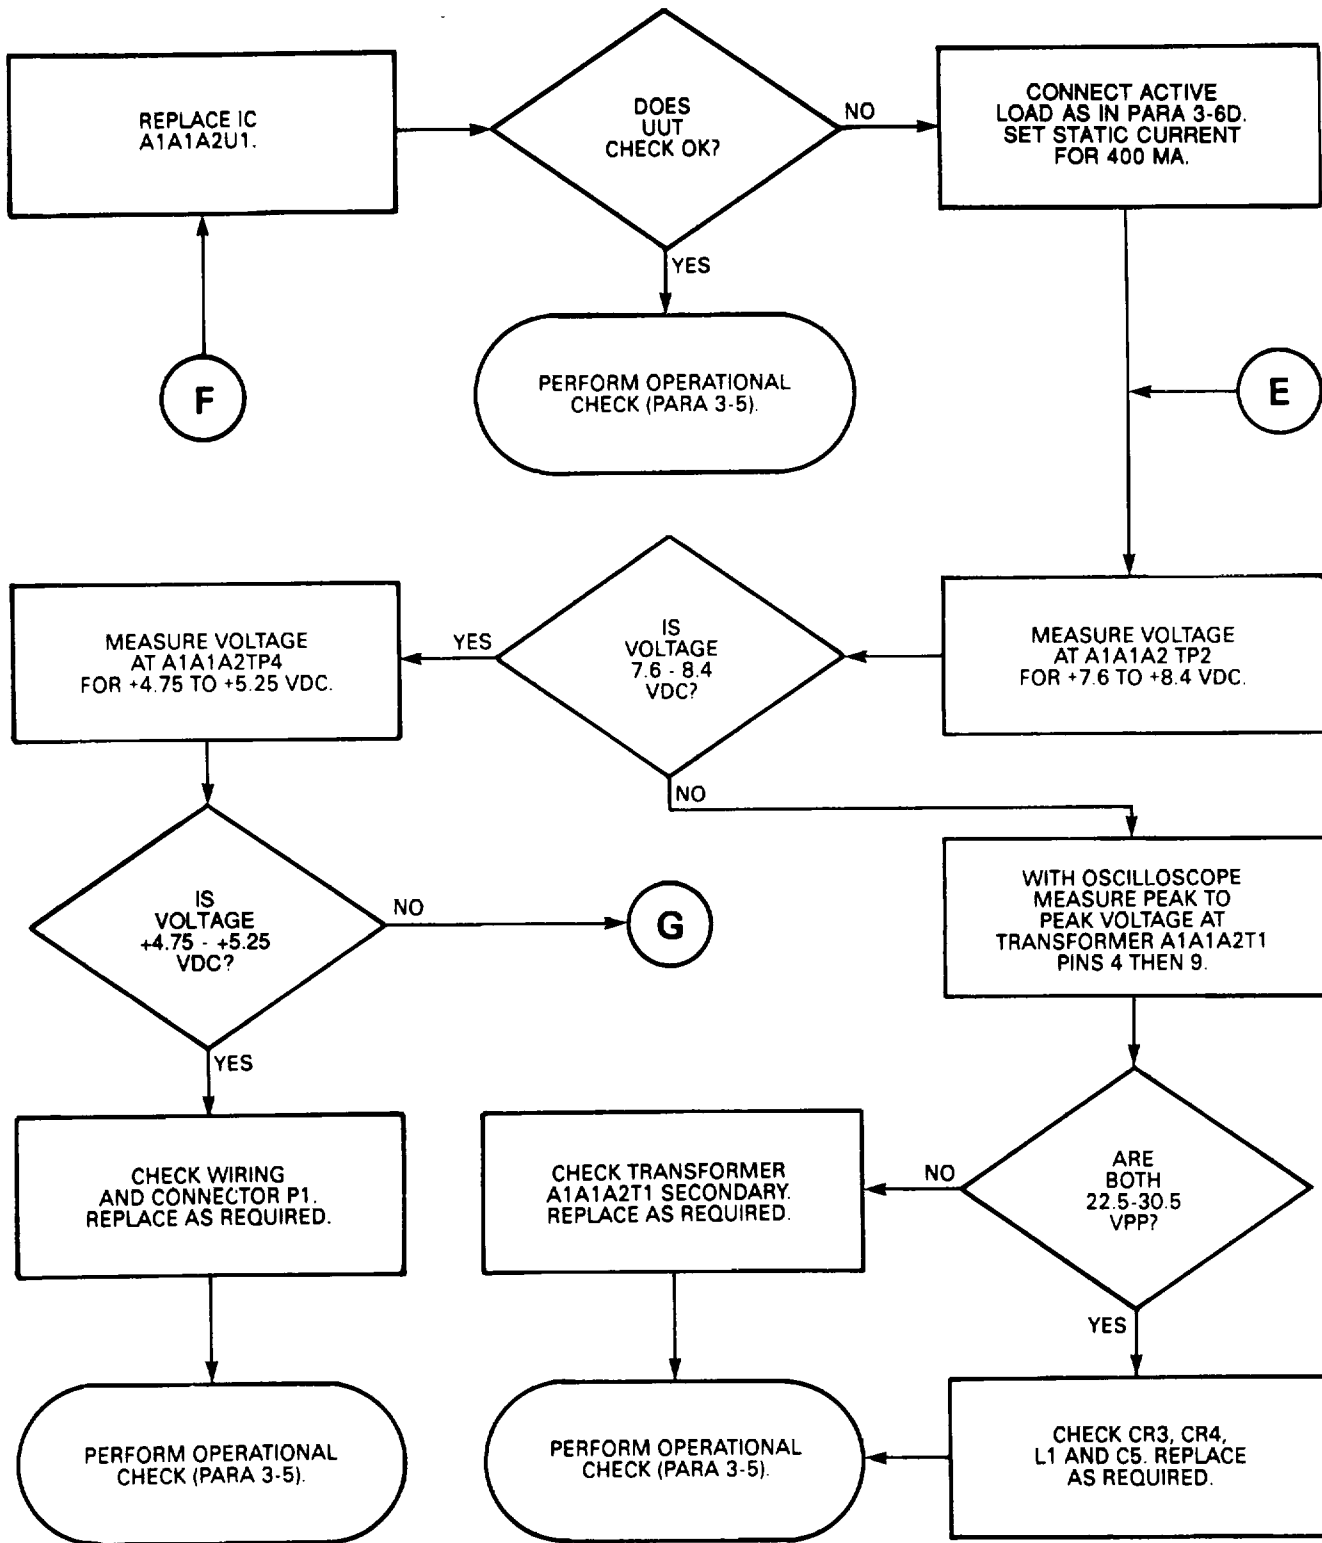 REPLACE IC
A1A1A2U1.
DOES
UUT
CHECK OK?
NO
CONNECT ACTIVE
LOAD AS IN PARA 3-6D.
SET STATIC CURRENT
FOR 400 MA.
YES
PERFORM OPERATIONAL
CHECK (PARA 3-5).
F
E
MEASURE VOLTAGE
AT A1A1A2 TP2
FOR +7.6 TO +8.4 VDC.
IS
VOLTAGE
7.6 - 8.4
VDC?
YES
MEASURE VOLTAGE
AT A1A1A2TP4
FOR +4.75 TO +5.25 VDC.
NO
IS
VOLTAGE
+4.75 - +5.25
VDC?
NO
G
WITH OSCILLOSCOPE
MEASURE PEAK TO
PEAK VOLTAGE AT
TRANSFORMER A1A1A2T1
PINS 4 THEN 9.
YES
CHECK WIRING
AND CONNECTOR P1.
REPLACE AS REQUIRED.
CHECK TRANSFORMER
A1A1A2T1 SECONDARY.
REPLACE AS REQUIRED.
NO
ARE
BOTH
22.5-30.5
VPP?
YES
PERFORM OPERATIONAL
CHECK (PARA 3-5).
PERFORM OPERATIONAL
CHECK (PARA 3-5).
CHECK CR3, CR4,
L1 AND C5. REPLACE
AS REQUIRED.